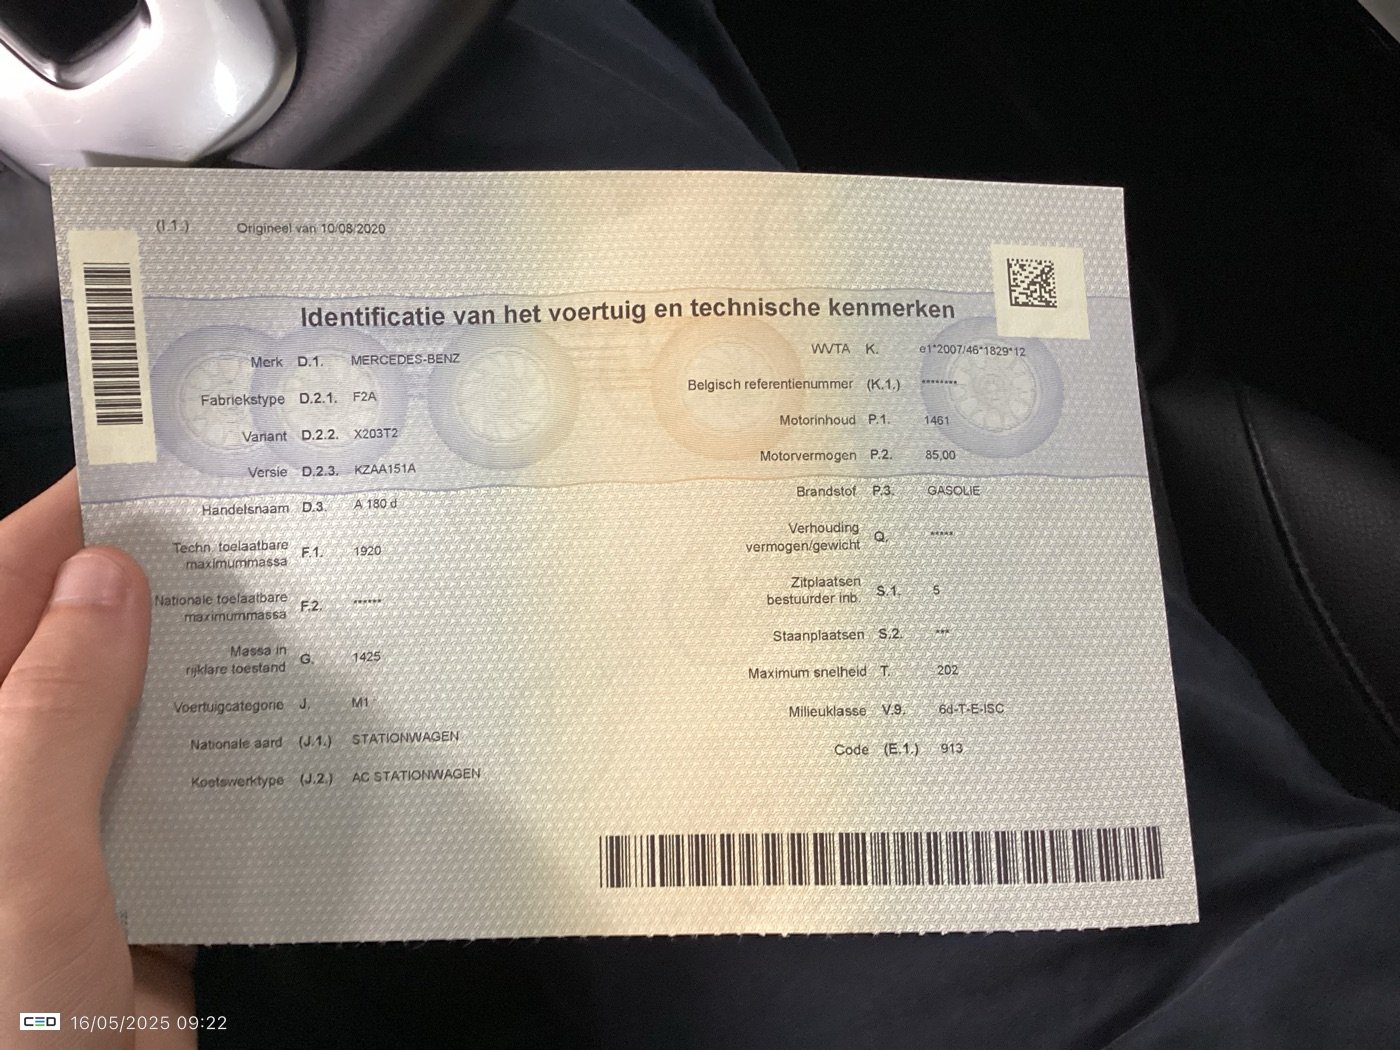 (I.1.) Origineel van 10/08/2020
Identificatie van het voertuig en technische kenmerken
Merk D.1. MERCEDES-BENZ
Fabriekstype D.2.1. F2A
Variant D.2.2. X203T2
Versie D.2.3. KZAA151A
Handelsnaam D.3. A 180 d
Techn. toelaatbare
maximummassa F.1. 1920
Nationale toelaatbare
maximummassa F.2. ******
Massa in
rijklare toestand G. 1425
Voertuigcategorie J. M1
Nationale aard (J.1.) STATIONWAGEN
Koetswerktype (J.2.) AC STATIONWAGEN
WVTA K. e1*2007/46*1829*12
Belgisch referentienummer (K.1.) ********
Motorinhoud P.1. 1461
Motorvermogen P.2. 85,00
Brandstof P.3. GASOLIE
Verhouding
vermogen/gewicht Q. *****
Zitplaatsen
bestuurder inb. S.1. 5
Staanplaatsen S.2. ***
Maximum snelheid T. 202
Milieuklasse V.9. 6d-T-E-ISC
Code (E.1.) 913
CED 16/05/2025 09:22